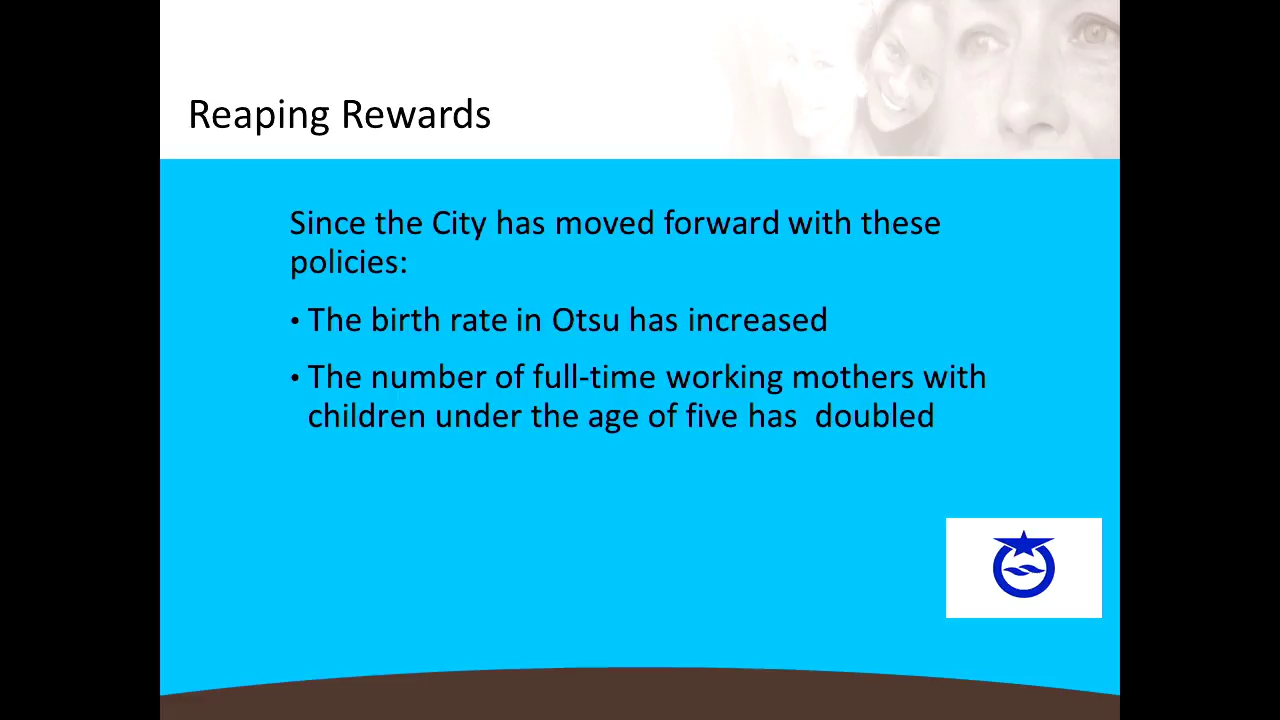 Reaping Rewards
Since the City has moved forward with these
policies:
• The birth rate in Otsu has increased
• The number of full-time working mothers with
children under the age of five has  doubled